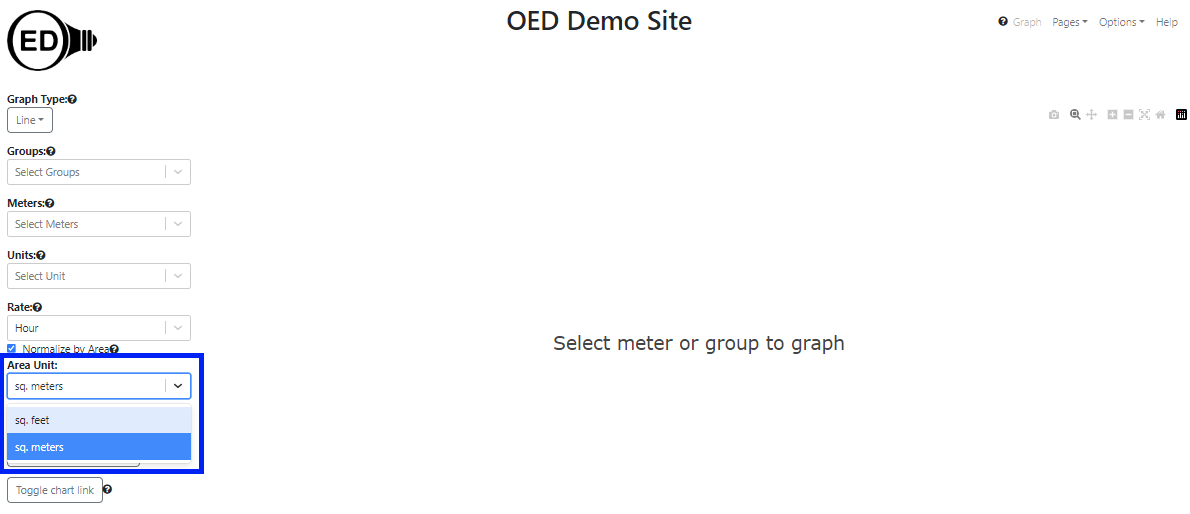 ED
OED Demo Site
Graph Pages Options Help
Graph Type:
Line
Groups:
Select Groups
Meters:
Select Meters
Units:
Select Unit
Rate:
Hour
Normalize by Area
Select meter or group to graph
Area Unit:
sq. meters
sq. feet
sq. meters
Toggle chart link